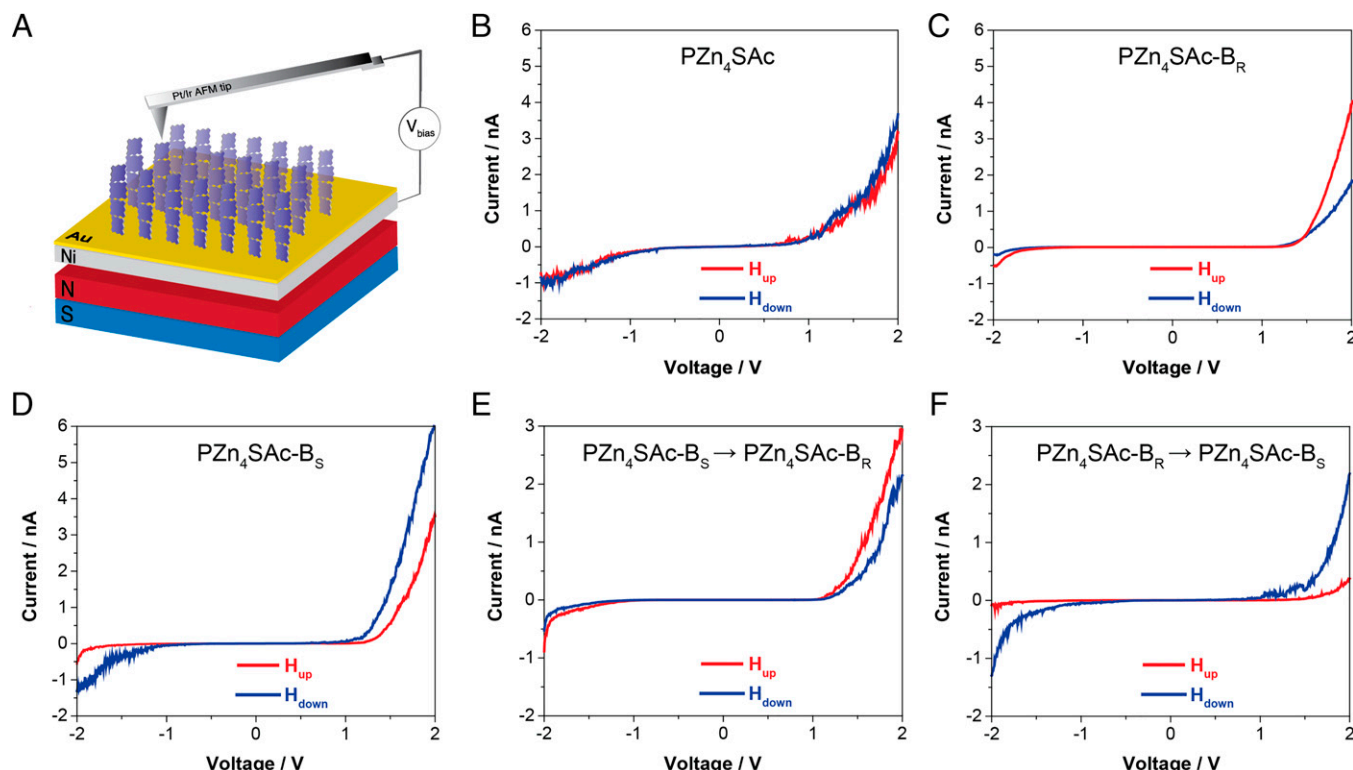 A
Pt/Ir AFM tip
V_bias
Au
Ni
N
S
B
PZn₄SAc
Current / nA
6
5
4
3
2
1
0
-1
-2
H_up
H_down
-2 -1 0 1 2
Voltage / V
C
PZn₄SAc-B_R
Current / nA
6
5
4
3
2
1
0
-1
-2
H_up
H_down
-2 -1 0 1 2
Voltage / V
D
PZn₄SAc-B_S
Current / nA
6
5
4
3
2
1
0
-1
-2
H_up
H_down
-2 -1 0 1 2
Voltage / V
E
PZn₄SAc-B_S → PZn₄SAc-B_R
Current / nA
3
2
1
0
-1
-2
H_up
H_down
-2 -1 0 1 2
Voltage / V
F
PZn₄SAc-B_R → PZn₄SAc-B_S
Current / nA
3
2
1
0
-1
-2
H_up
H_down
-2 -1 0 1 2
Voltage / V